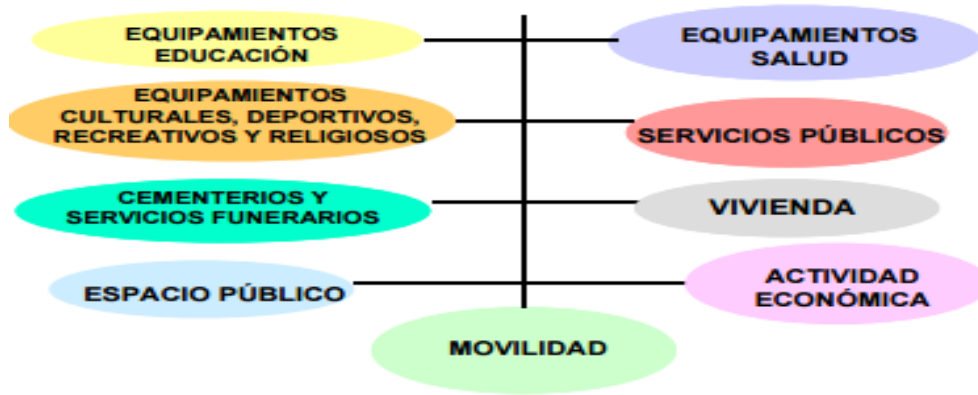 EQUIPAMIENTOS
EDUCACIÓN
EQUIPAMIENTOS
SALUD
EQUIPAMIENTOS
CULTURALES, DEPORTIVOS,
RECREATIVOS Y RELIGIOSOS
SERVICIOS PÚBLICOS
CEMENTERIOS Y
SERVICIOS FUNERARIOS
VIVIENDA
ESPACIO PÚBLICO
ACTIVIDAD
ECONÓMICA
MOVILIDAD